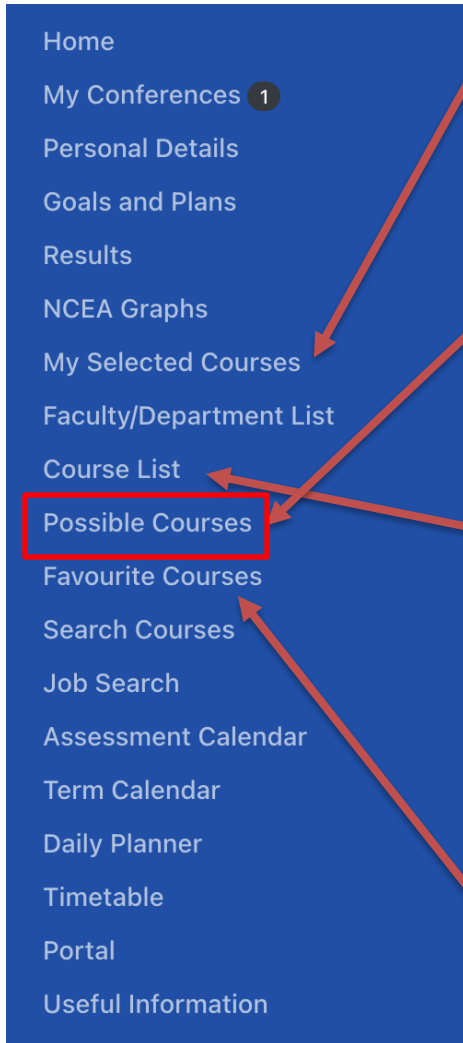 Home
My Conferences 1
Personal Details
Goals and Plans
Results
NCEA Graphs
My Selected Courses
Faculty/Department List
Course List
Possible Courses
Favourite Courses
Search Courses
Job Search
Assessment Calendar
Term Calendar
Daily Planner
Timetable
Portal
Useful Information